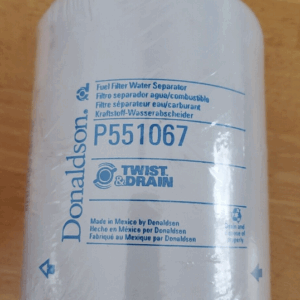 Donaldson.
Fuel Filter Water Separator
Filtro separador agua/combustible
Filtre séparateur eau/carburant
Kraftstoff-Wasserabscheider
P551067
TWIST
&DRAIN
Made in Mexico by Donaldson
Hecho en México por Donaldson
Fabriqué au Mexique par Donaldson